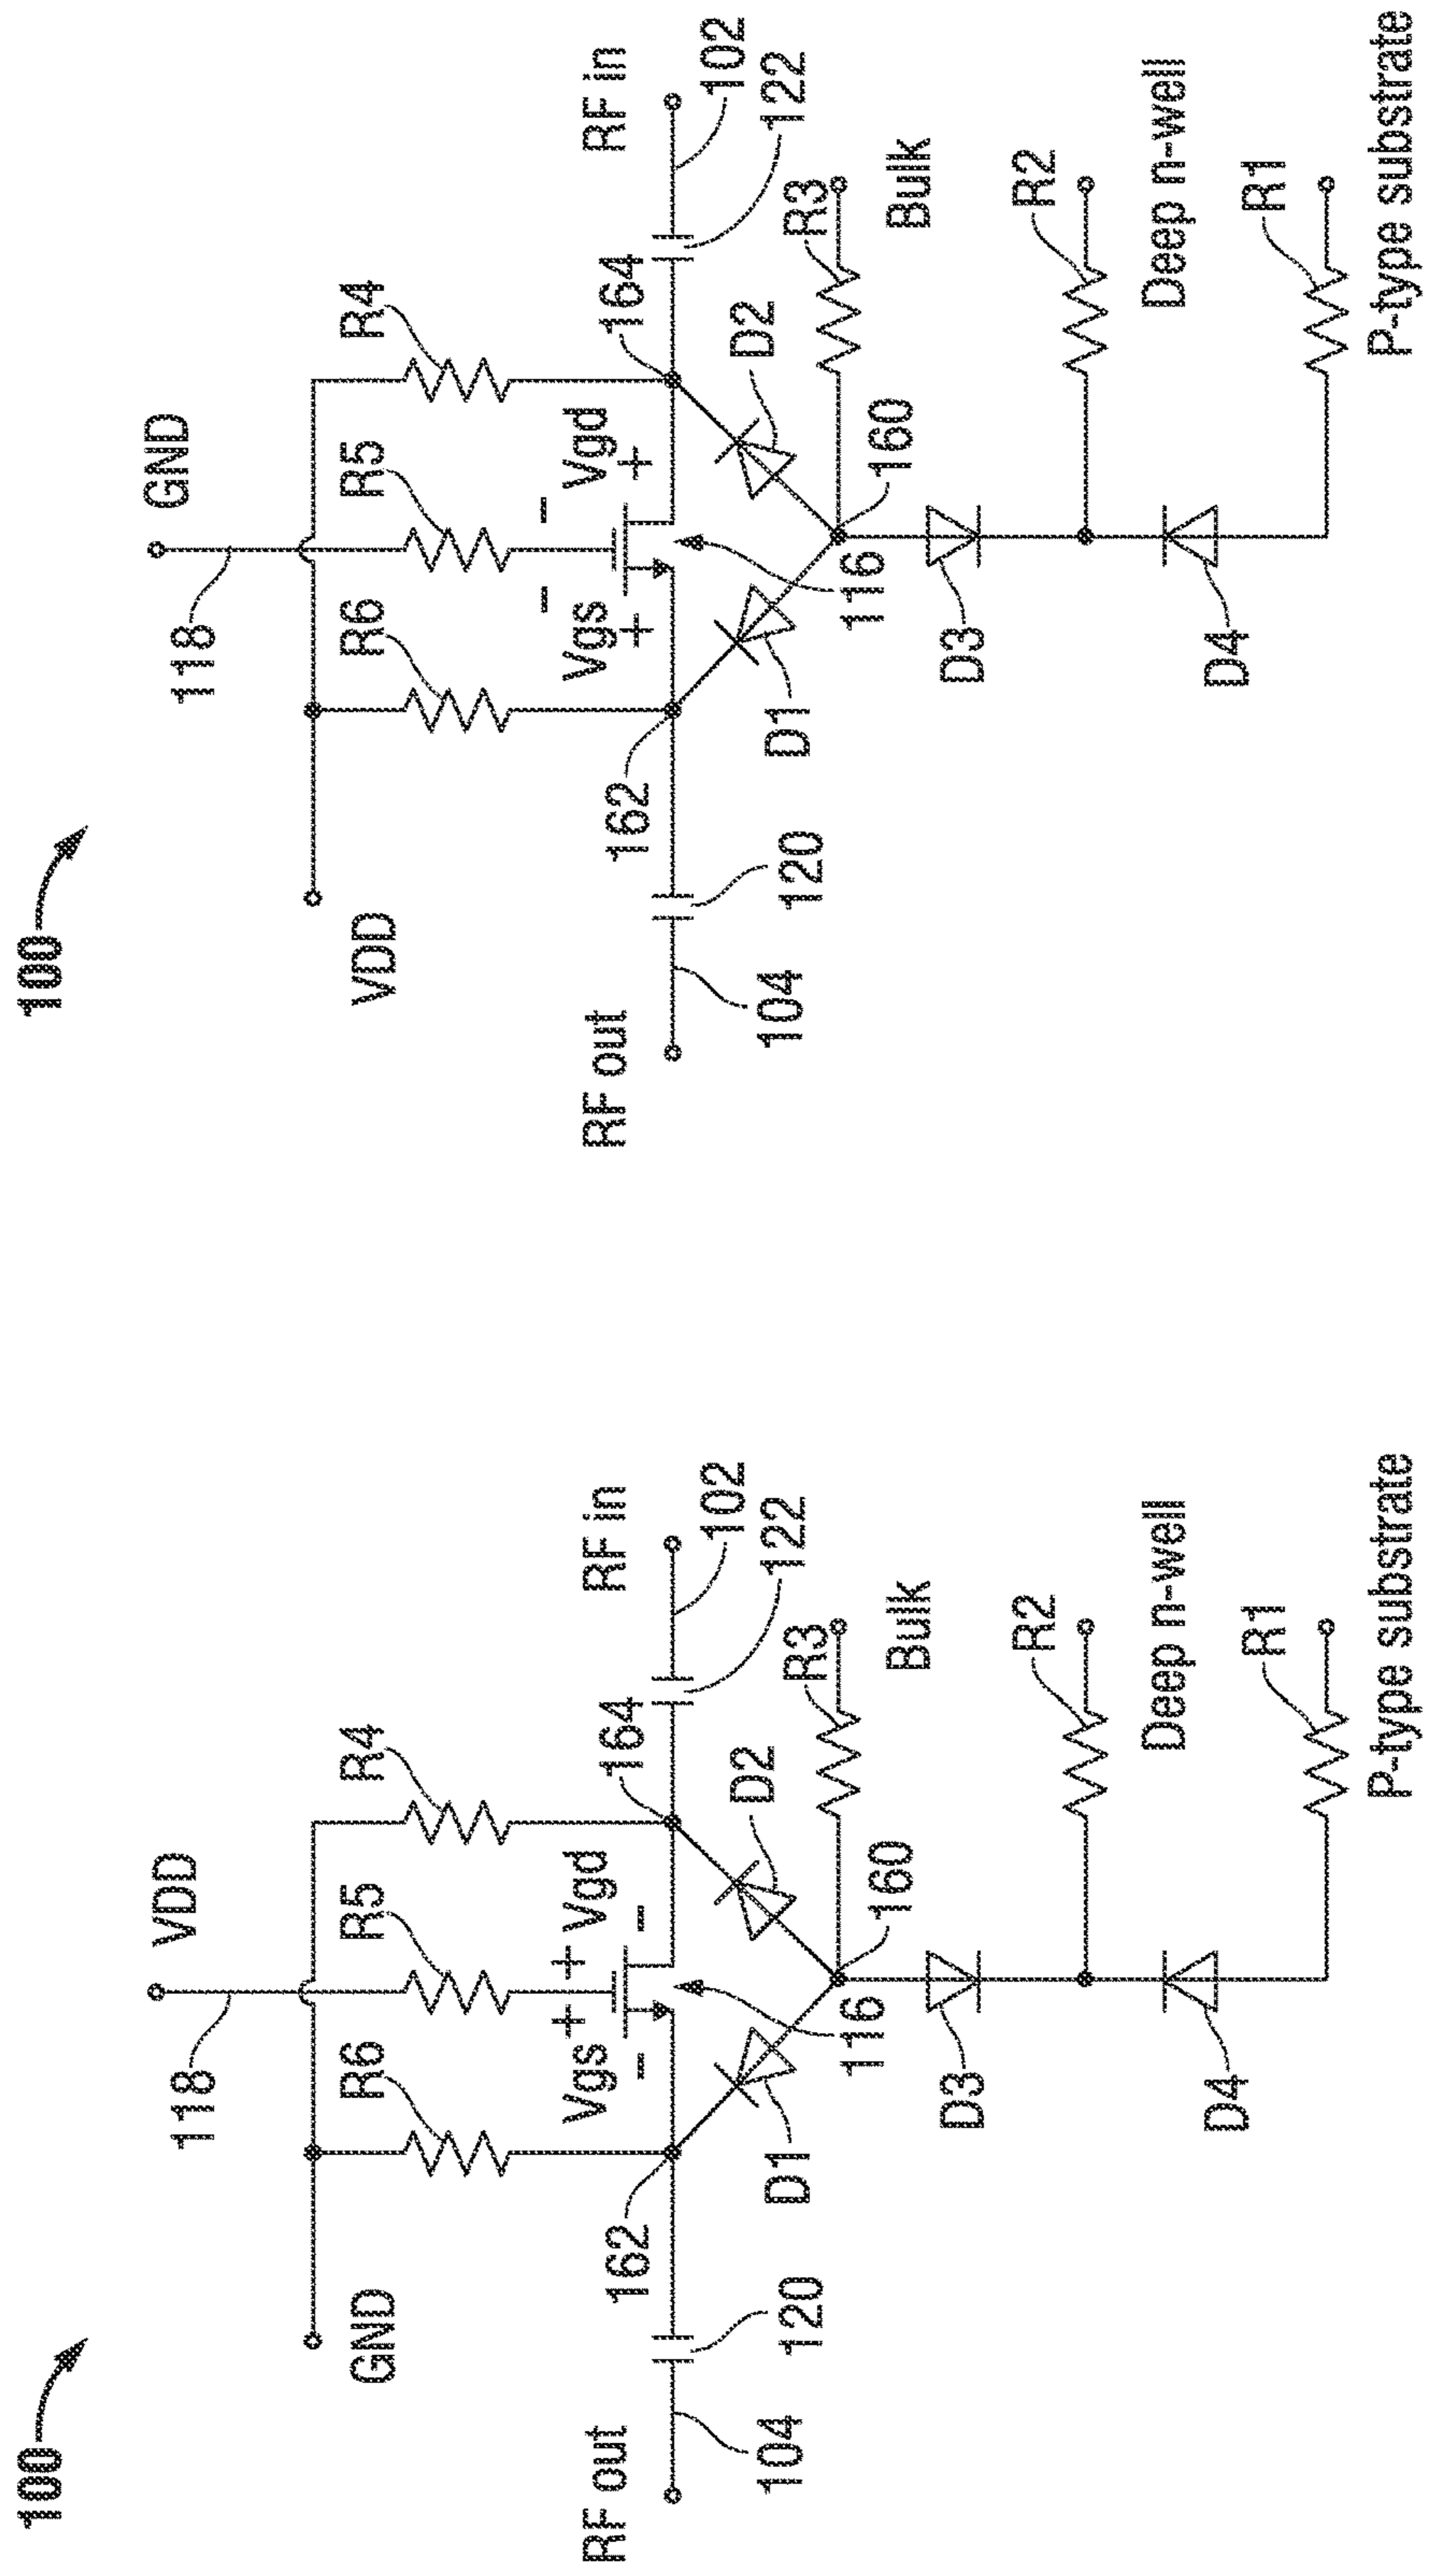 100
VDD
118
GND
R6
R5
R4
Vgs
+
+
Vgd
-
-
RF out
104
120
162
164
RF in
102
122
D1
D2
116
160
R3
Bulk
D3
R2
Deep n-well
D4
R1
P-type substrate
100
GND
118
VDD
R6
R5
R4
Vgs
-
-
Vgd
+
+
RF out
104
120
162
164
RF in
102
122
D1
D2
116
160
R3
Bulk
D3
R2
Deep n-well
D4
R1
P-type substrate